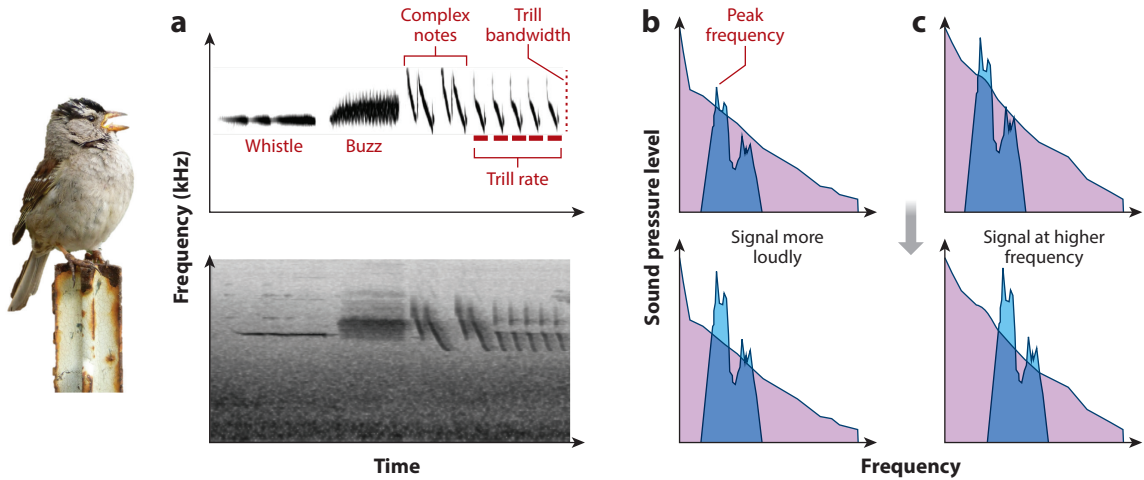 a
Complex
notes
Trill
bandwidth
Whistle
Buzz
Trill rate
Frequency (kHz)
Time
b
Peak
frequency
c
Signal more
loudly
Signal at higher
frequency
Sound pressure level
Frequency